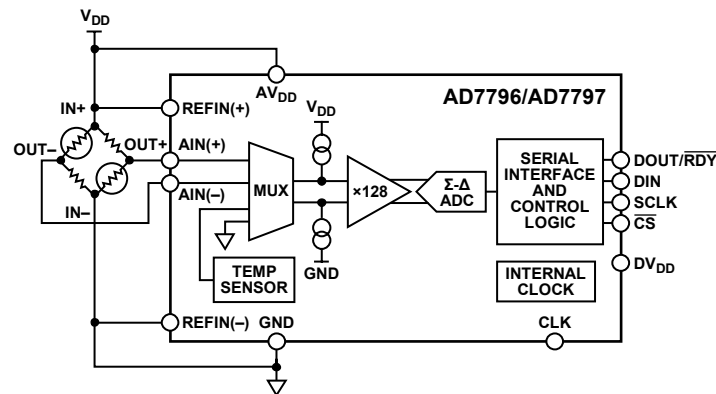 VDD
IN+
OUT–
OUT+
IN–
REFIN(+)
AIN(+)
AIN(–)
REFIN(–)
AVDD
GND
AD7796/AD7797
VDD
MUX
GND
TEMP
SENSOR
×128
Σ-Δ
ADC
SERIAL
INTERFACE
AND
CONTROL
LOGIC
INTERNAL
CLOCK
CLK
DOUT/RDY
DIN
SCLK
CS
DVDD